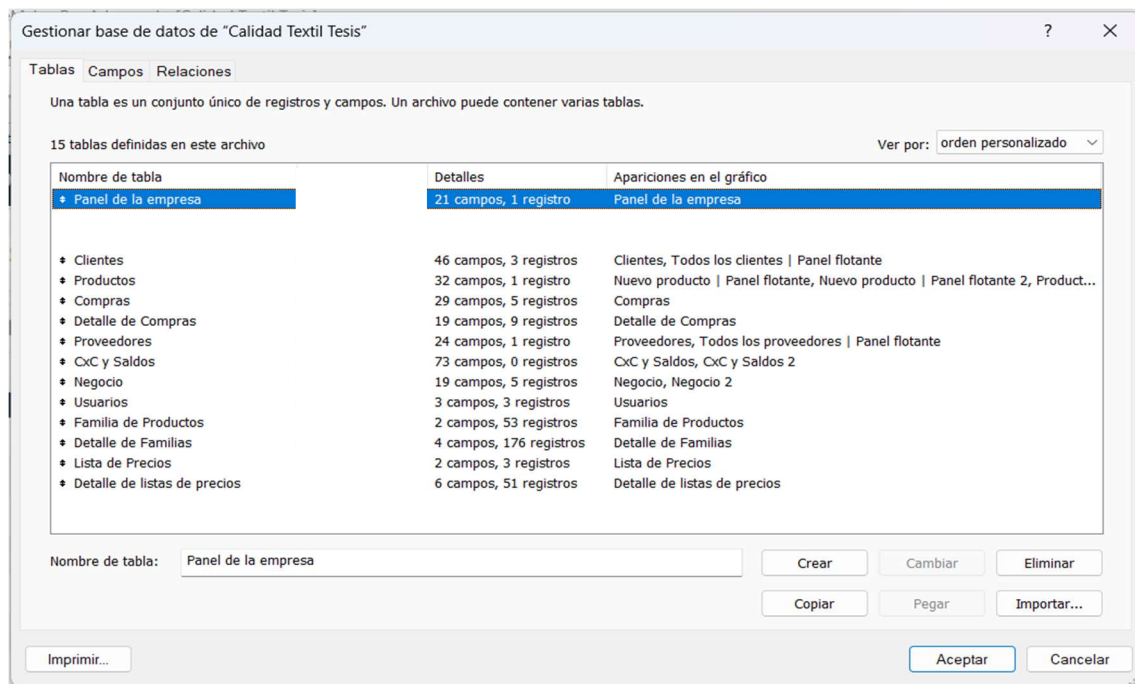 Gestionar base de datos de “Calidad Textil Tesis” ?
Tablas Campos Relaciones
Una tabla es un conjunto único de registros y campos. Un archivo puede contener varias tablas.
15 tablas definidas en este archivo Ver por: orden personalizado
Nombre de tabla Detalles Apariciones en el gráfico
Panel de la empresa 21 campos, 1 registro Panel de la empresa
Clientes 46 campos, 3 registros Clientes, Todos los clientes | Panel flotante
Productos 32 campos, 1 registro Nuevo producto | Panel flotante, Nuevo producto | Panel flotante 2, Product...
Compras 29 campos, 5 registros Compras
Detalle de Compras 19 campos, 9 registros Detalle de Compras
Proveedores 24 campos, 1 registro Proveedores, Todos los proveedores | Panel flotante
CxC y Saldos 73 campos, 0 registros CxC y Saldos, CxC y Saldos 2
Negocio 19 campos, 5 registros Negocio, Negocio 2
Usuarios 3 campos, 3 registros Usuarios
Familia de Productos 2 campos, 53 registros Familia de Productos
Detalle de Familias 4 campos, 176 registros Detalle de Familias
Lista de Precios 2 campos, 3 registros Lista de Precios
Detalle de listas de precios 6 campos, 51 registros Detalle de listas de precios
Nombre de tabla: Panel de la empresa Crear Cambiar Eliminar
Copiar Pegar Importar...
Imprimir... Aceptar Cancelar